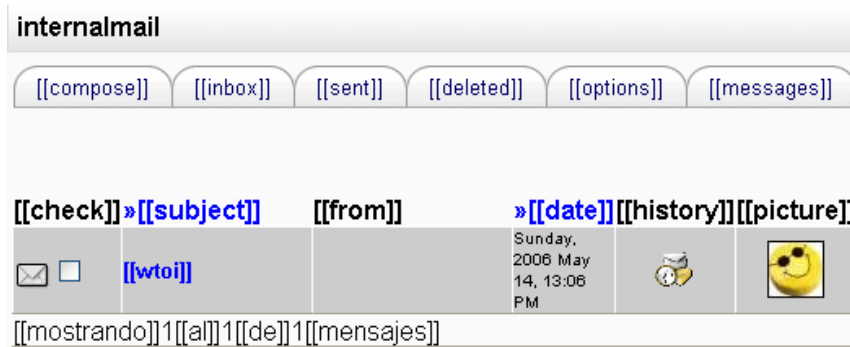 internalmail
[[compose]] [[inbox]] [[sent]] [[deleted]] [[options]] [[messages]]
[[check]] »[[subject]] [[from]] »[[date]] [[history]] [[picture]]
[[wtoi]] Sunday,
2006 May
14, 13:06
PM
[[mostrando]]1[[al]]1[[de]]1[[mensajes]]